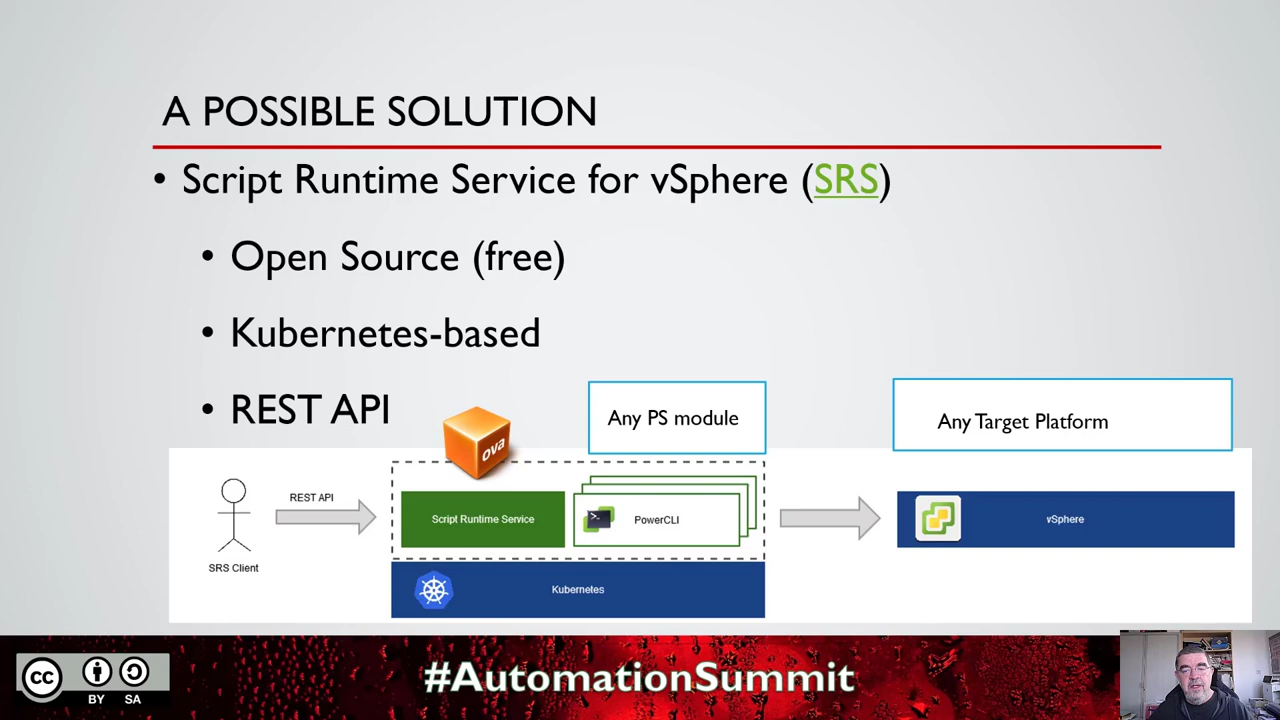 A POSSIBLE SOLUTION
• Script Runtime Service for vSphere (SRS)
• Open Source (free)
• Kubernetes-based
• REST API
Any PS module
Any Target Platform
ova
REST API
Script Runtime Service
PowerCLI
vSphere
SRS Client
Kubernetes
#AutomationSummit
cc
BY SA